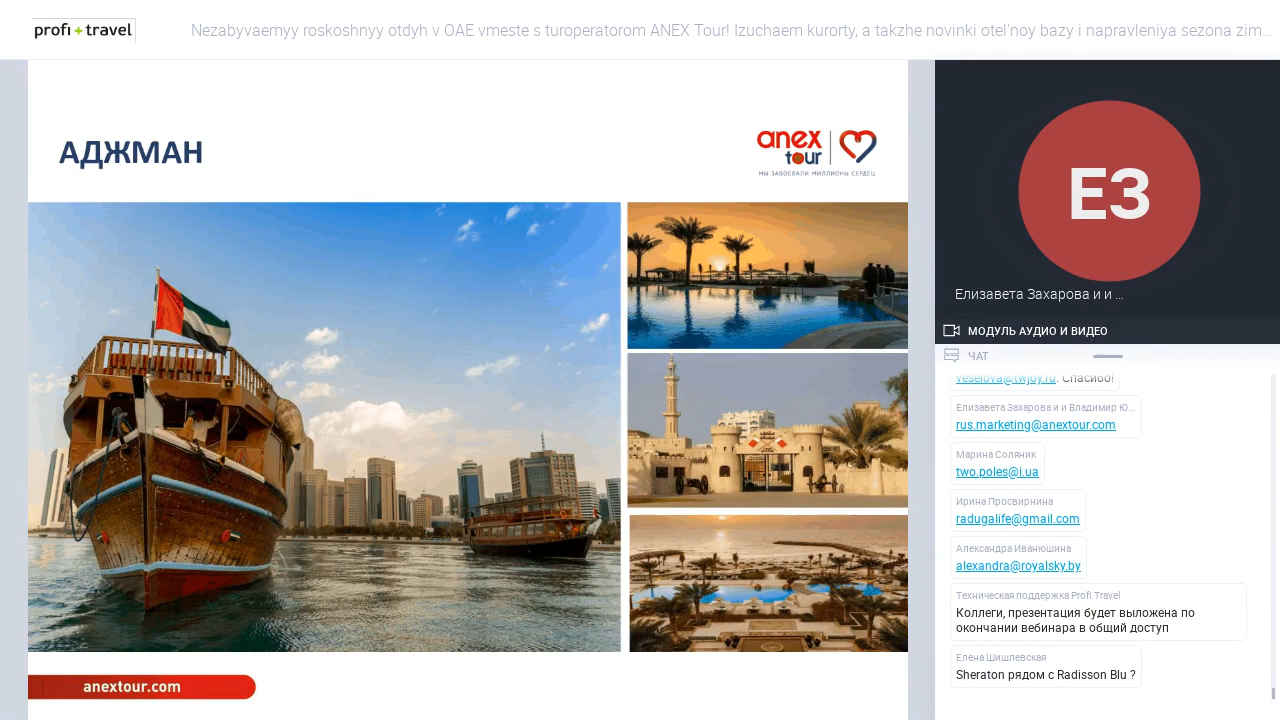 profi + travel
Nezabyvaemyy roskoshnyy otdyh v OAE vmeste s turoperatorom ANEX Tour! Izuchaem kurorty, a takzhe novinki otel'noy bazy i napravleniya sezona zim...
АДЖМАН
anex
tour
МЫ ЗАВОЕВАЛИ МИЛЛИОНЫ СЕРДЕЦ
anextour.com
ЕЗ
Елизавета Захарова и и ...
МОДУЛЬ АУДИО И ВИДЕО
ЧАТ
veselova@twjoy.ru: Спасибо!
Елизавета Захарова и и Владимир Ю...
rus.marketing@anextour.com
Марина Соляник
two.poles@i.ua
Ирина Просвирнина
radugalife@gmail.com
Александра Иванюшина
alexandra@royalsky.by
Техническая поддержка Profi.Travel
Коллеги, презентация будет выложена по
окончании вебинара в общий доступ
Елена Шишлевская
Sheraton рядом с Radisson Blu ?